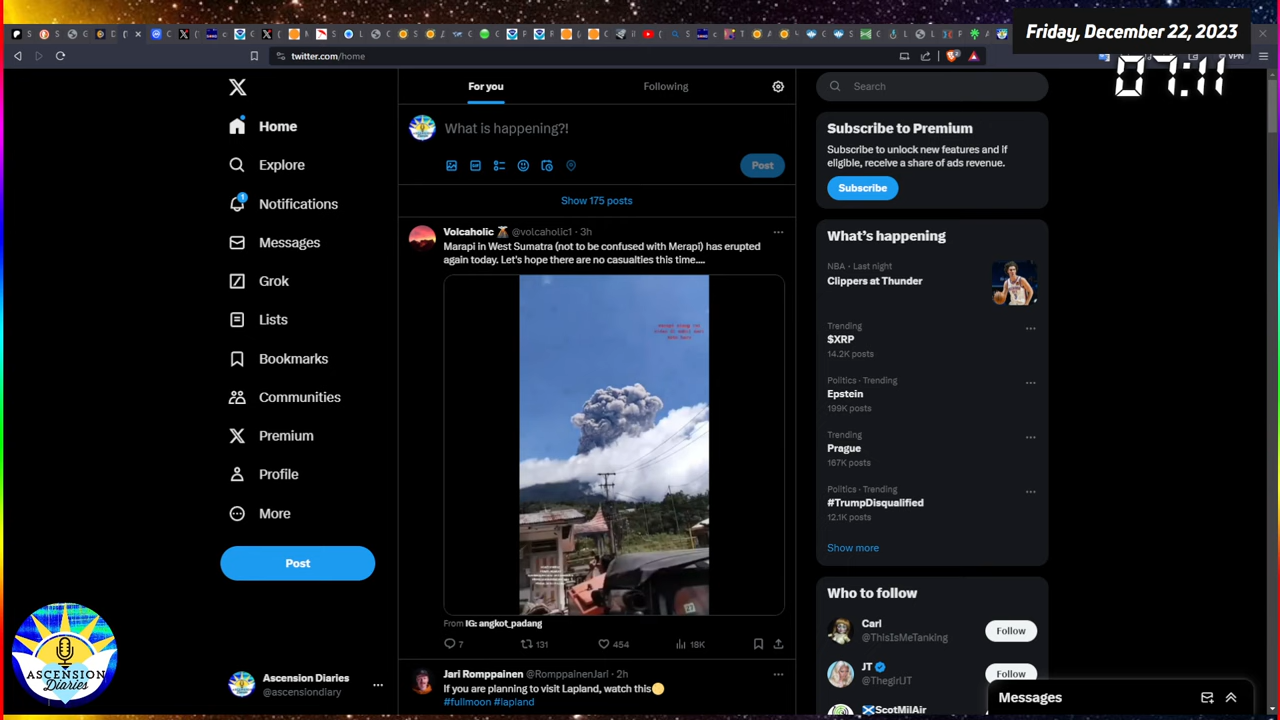 Friday, December 22, 2023
07:11
twitter.com/home
VPN
Home
Explore
Notifications
1
Messages
Grok
Lists
Bookmarks
Communities
Premium
Profile
More
Post
Ascension Diaries
@ascensiondiary
ASCENSION
Diaries
For you
Following
What is happening?!
Post
Show 175 posts
Volcaholic @volcaholic1 · 3h
Marapi in West Sumatra (not to be confused with Merapi) has erupted
again today. Let's hope there are no casualties this time....
From IG: angkot_padang
7
131
454
18K
Jari Romppainen @RomppainenJarl · 2h
If you are planning to visit Lapland, watch this
#fullmoon #lapland
Search
Subscribe to Premium
Subscribe to unlock new features and if
eligible, receive a share of ads revenue.
Subscribe
What's happening
NBA · Last night
Clippers at Thunder
Trending
$XRP
14.2K posts
Politics · Trending
Epstein
199K posts
Trending
Prague
167K posts
Politics · Trending
#TrumpDisqualified
12.1K posts
Show more
Who to follow
Carl
@ThisIsMeTanking
Follow
JT
@ThegirlJT
Follow
ScotMilAir
Messages